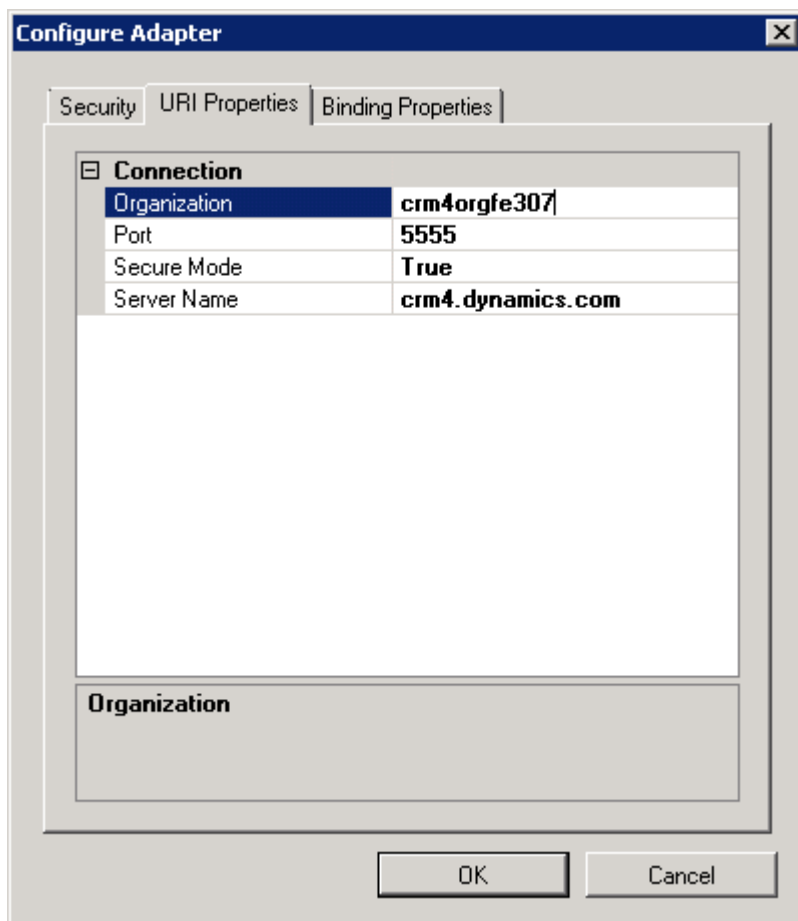 Configure Adapter
Security URI Properties Binding Properties
Connection
Organization crm4orgfe307
Port 5555
Secure Mode True
Server Name crm4.dynamics.com
Organization
OK Cancel